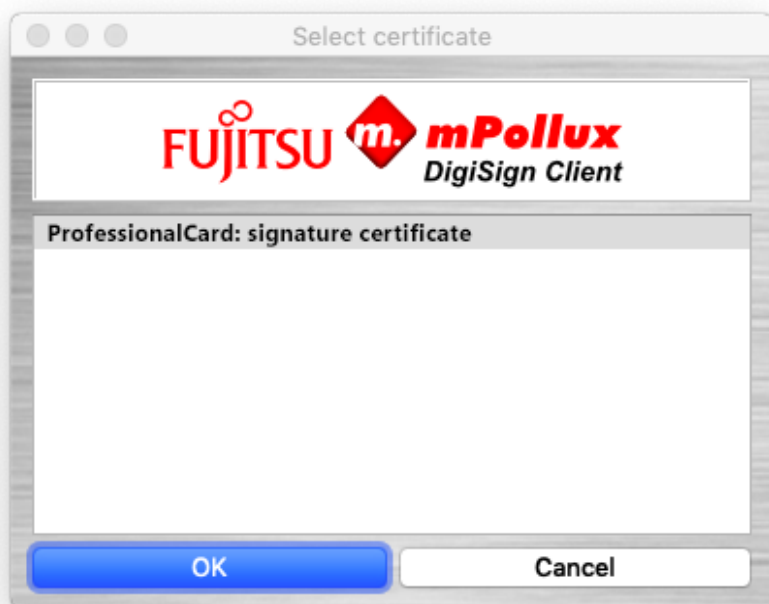 Select certificate
FUJITSU m. mPollux
DigiSign Client
ProfessionalCard: signature certificate
OK Cancel